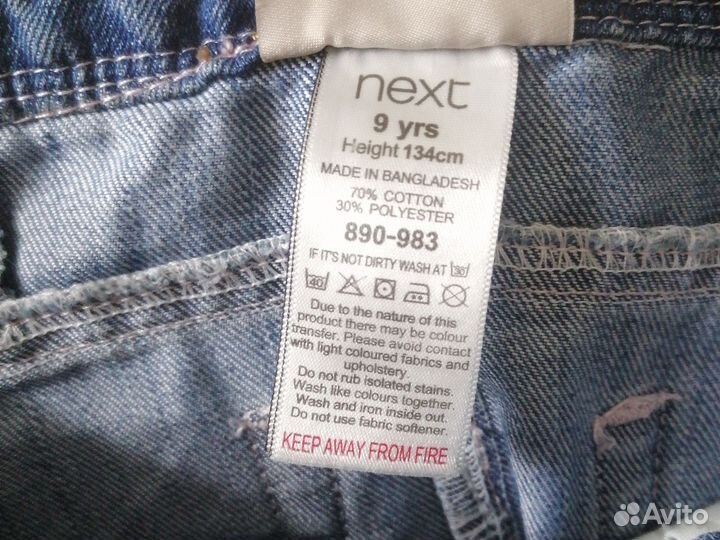 next
9 yrs
Height 134cm
MADE IN BANGLADESH
70% COTTON
30% POLYESTER
890-983
IF IT'S NOT DIRTY WASH AT 30°
40
Due to the nature of this
product there may be colour
transfer. Please avoid contact
with light coloured fabrics and
upholstery.
Do not rub isolated stains.
Wash like colours together.
Wash and iron inside out.
Do not use fabric softener.
KEEP AWAY FROM FIRE
Avito